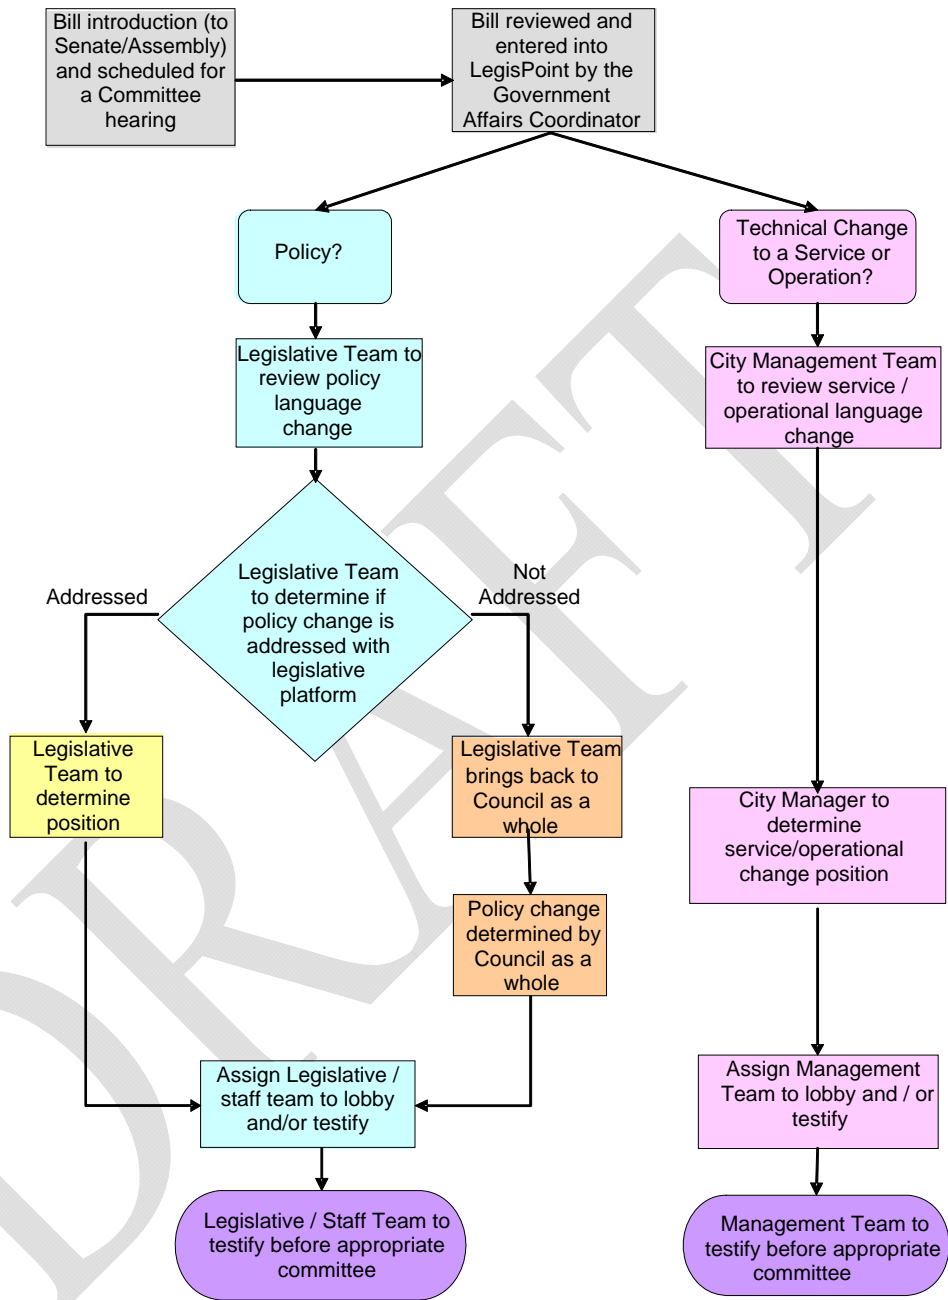 Bill introduction (to
Senate/Assembly)
and scheduled for
a Committee
hearing
Bill reviewed and
entered into
LegisPoint by the
Government
Affairs Coordinator
Policy?
Technical Change
to a Service or
Operation?
Legislative Team to
review policy
language
change
City Management Team
to review service /
operational language
change
Addressed
Legislative Team
to determine if
policy change is
addressed with
legislative
platform
Not
Addressed
Legislative
Team to
determine
position
Legislative Team
brings back to
Council as a
whole
City Manager to
determine
service/operational
change position
Policy change
determined by
Council as a
whole
Assign Legislative /
staff team to lobby
and/or testify
Assign Management
Team to lobby and / or
testify
Legislative / Staff Team to
testify before appropriate
committee
Management Team to
testify before appropriate
committee
DRAFT